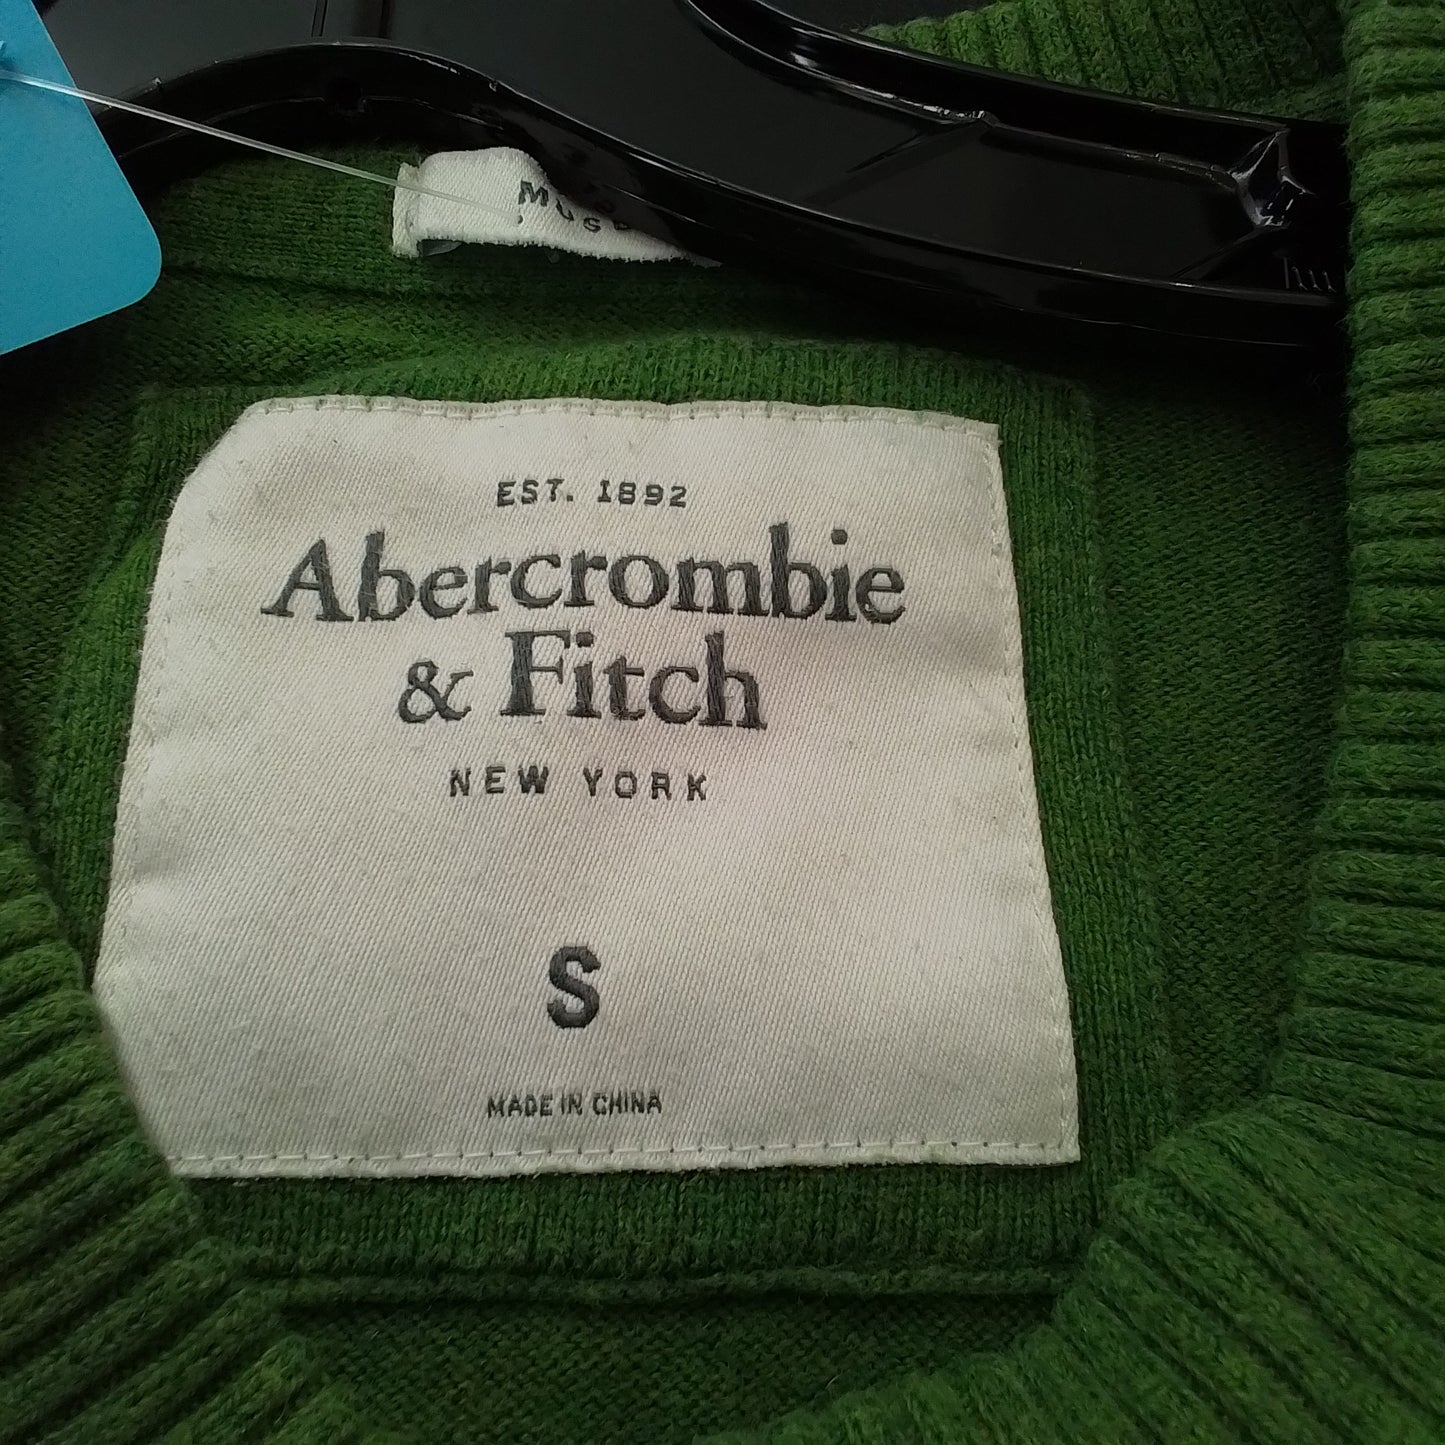 EST. 1892
Abercrombie
& Fitch
NEW YORK
S
MADE IN CHINA